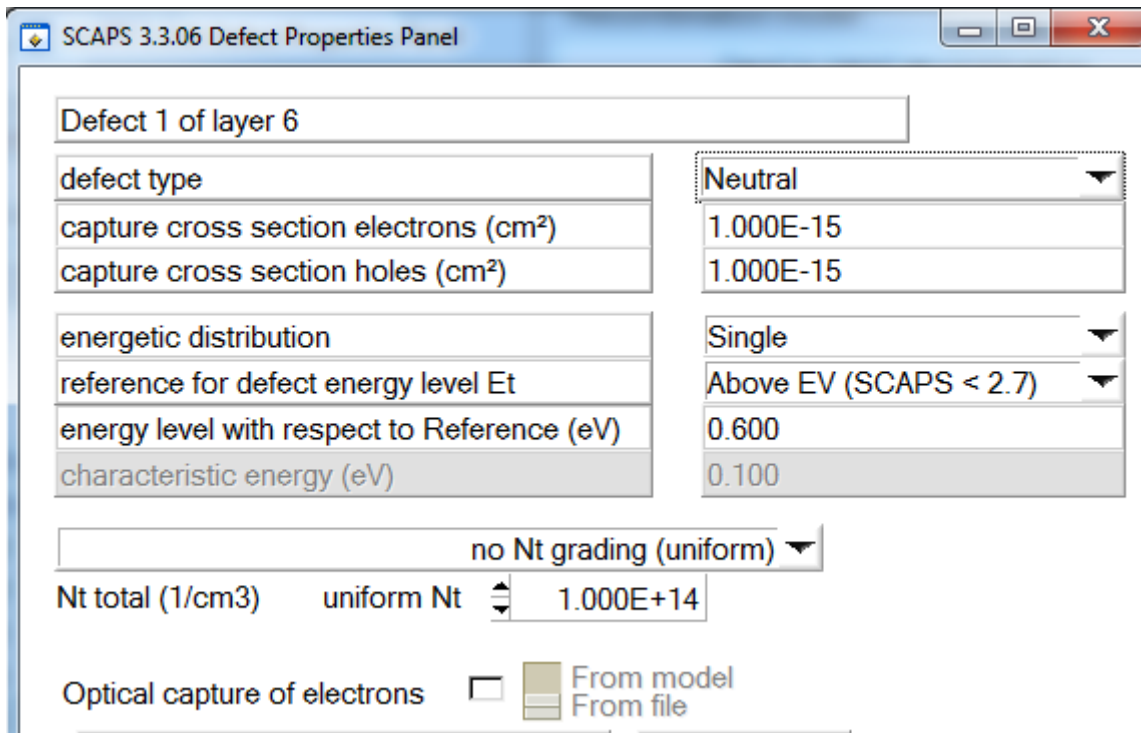 SCAPS 3.3.06 Defect Properties Panel
Defect 1 of layer 6
defect type Neutral
capture cross section electrons (cm²) 1.000E-15
capture cross section holes (cm²) 1.000E-15
energetic distribution Single
reference for defect energy level Et Above EV (SCAPS < 2.7)
energy level with respect to Reference (eV) 0.600
characteristic energy (eV) 0.100
no Nt grading (uniform)
Nt total (1/cm3) uniform Nt 1.000E+14
Optical capture of electrons From model
From file